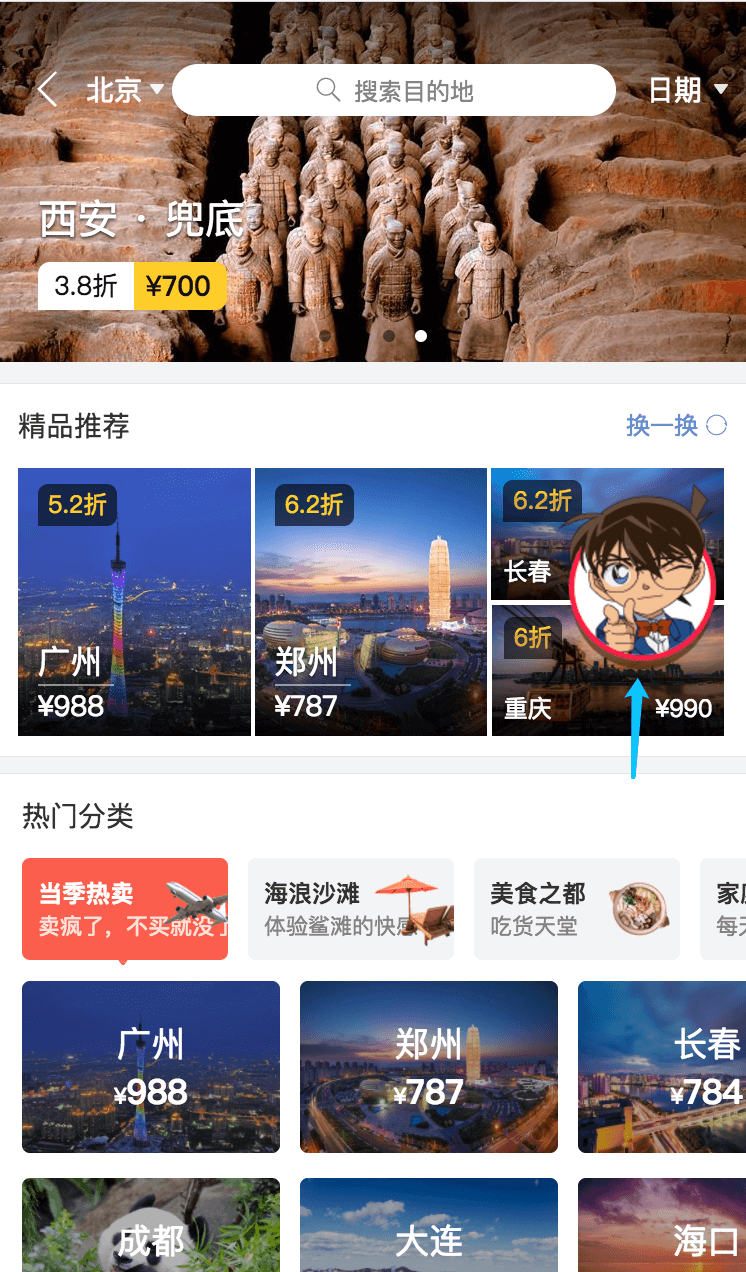 北京
搜索目的地
日期
西安 · 兜底
3.8折 ¥700
精品推荐
换一换
5.2折
广州
¥988
6.2折
郑州
¥787
6.2折
长春
6折
重庆
¥990
热门分类
当季热卖
卖疯了，不买就没了
海浪沙滩
体验鲨滩的快感
美食之都
吃货天堂
家
每天
广州
¥988
郑州
¥787
长春
¥784
成都
大连
海口